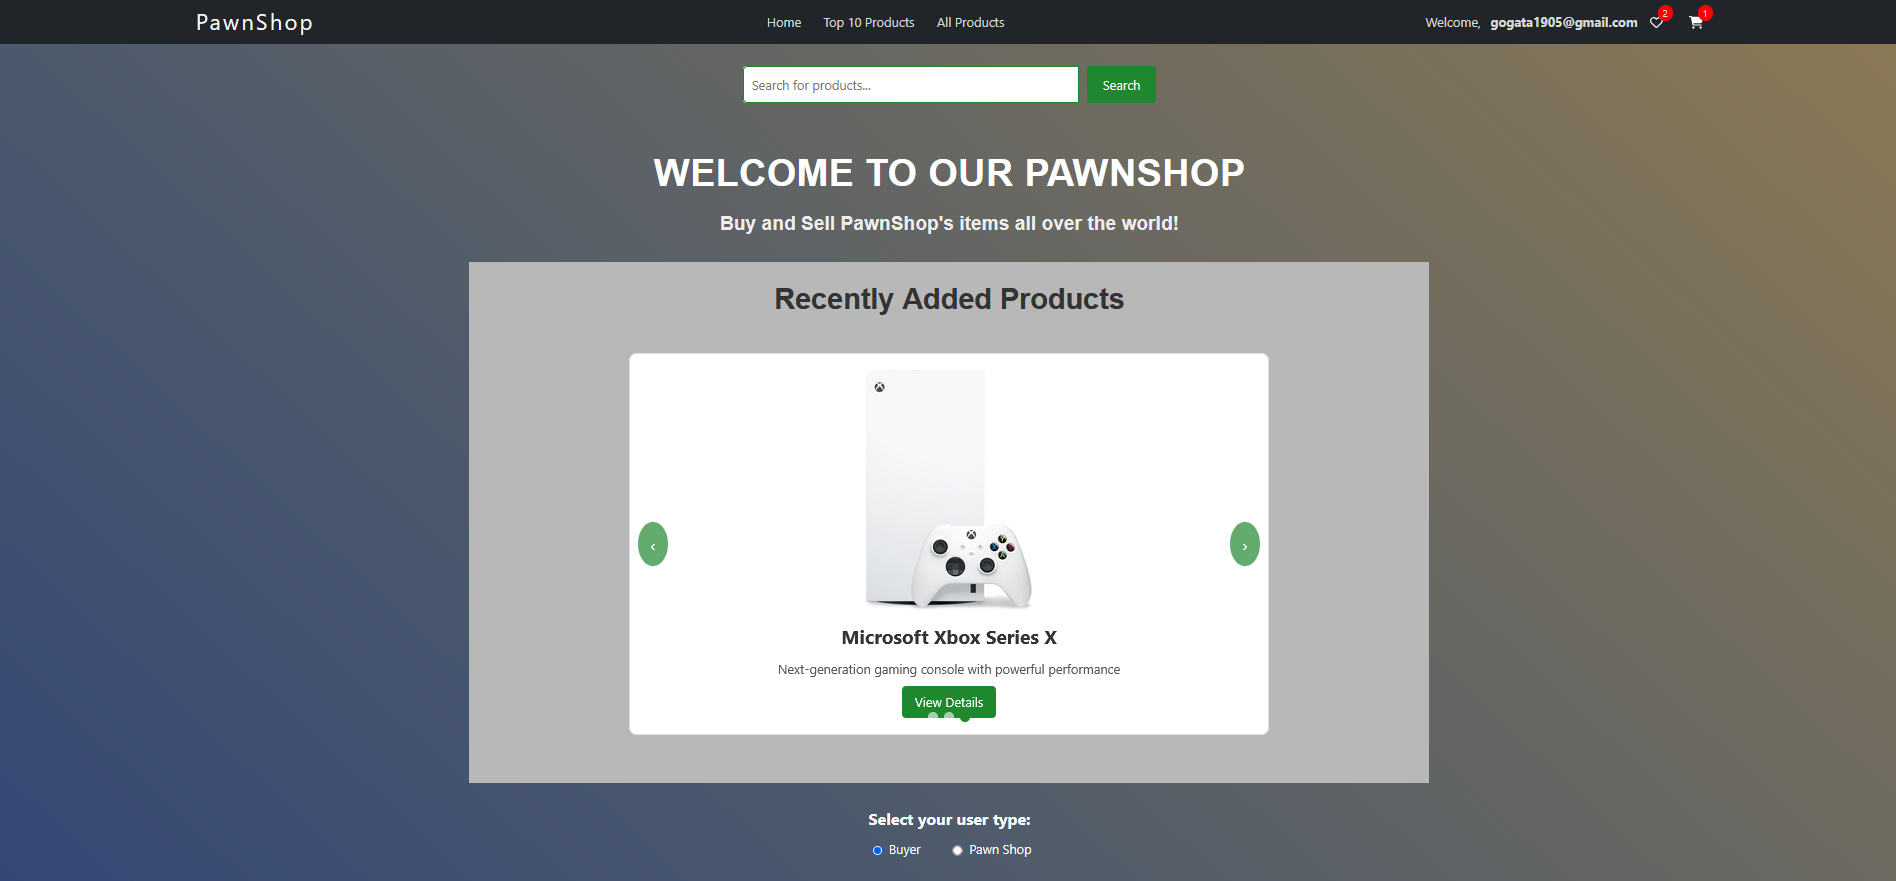 PawnShop
Home Top 10 Products All Products
Welcome, gogata1905@gmail.com 2 1
Search for products... Search
WELCOME TO OUR PAWNSHOP
Buy and Sell PawnShop's items all over the world!
Recently Added Products
‹ ›
Y
X B
A
Microsoft Xbox Series X
Next-generation gaming console with powerful performance
View Details
Select your user type:
Buyer Pawn Shop